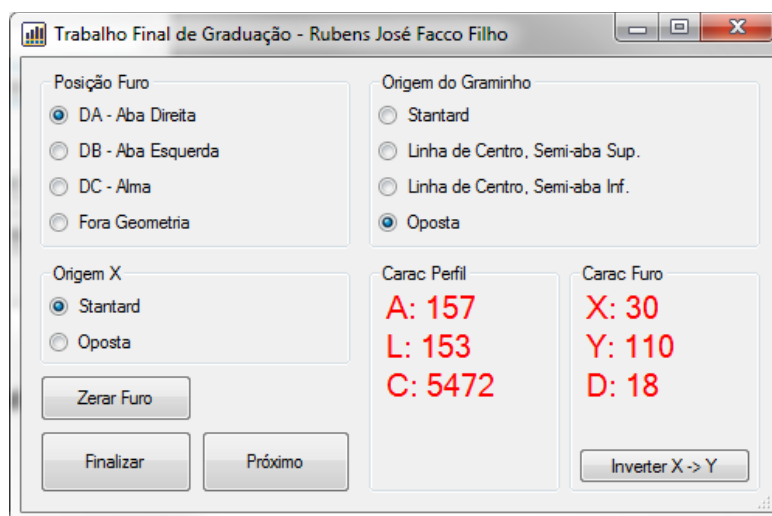 Trabalho Final de Graduação - Rubens José Facco Filho
Posição Furo
DA - Aba Direita
DB - Aba Esquerda
DC - Alma
Fora Geometria
Origem do Graminho
Stantard
Linha de Centro, Semi-aba Sup.
Linha de Centro, Semi-aba Inf.
Oposta
Origem X
Stantard
Oposta
Carac Perfil
A: 157
L: 153
C: 5472
Carac Furo
X: 30
Y: 110
D: 18
Zerar Furo
Finalizar
Próximo
Inverter X -> Y